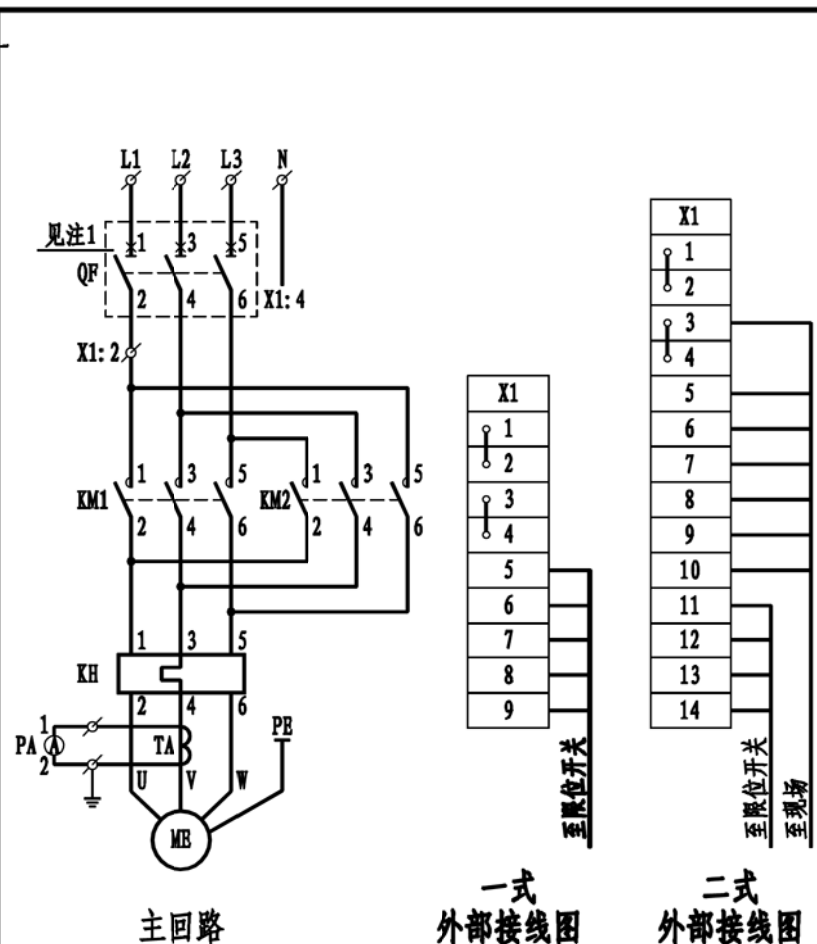 L1 L2 L3 N
见注1
1 3 5
QF
2 4 6 X1:4
X1:2
1 3 5 1 3 5
KM1 KM2
2 4 6 2 4 6
1 3 5
KH
2 4 6
PE
1
PA A TA
2
U V W
ME
主回路
X1
1
2
3
4
5
6
7
8
9
至限位开关
一式
外部接线图
X1
1
2
3
4
5
6
7
8
9
10
11
12
13
14
至限位开关
至现场
二式
外部接线图